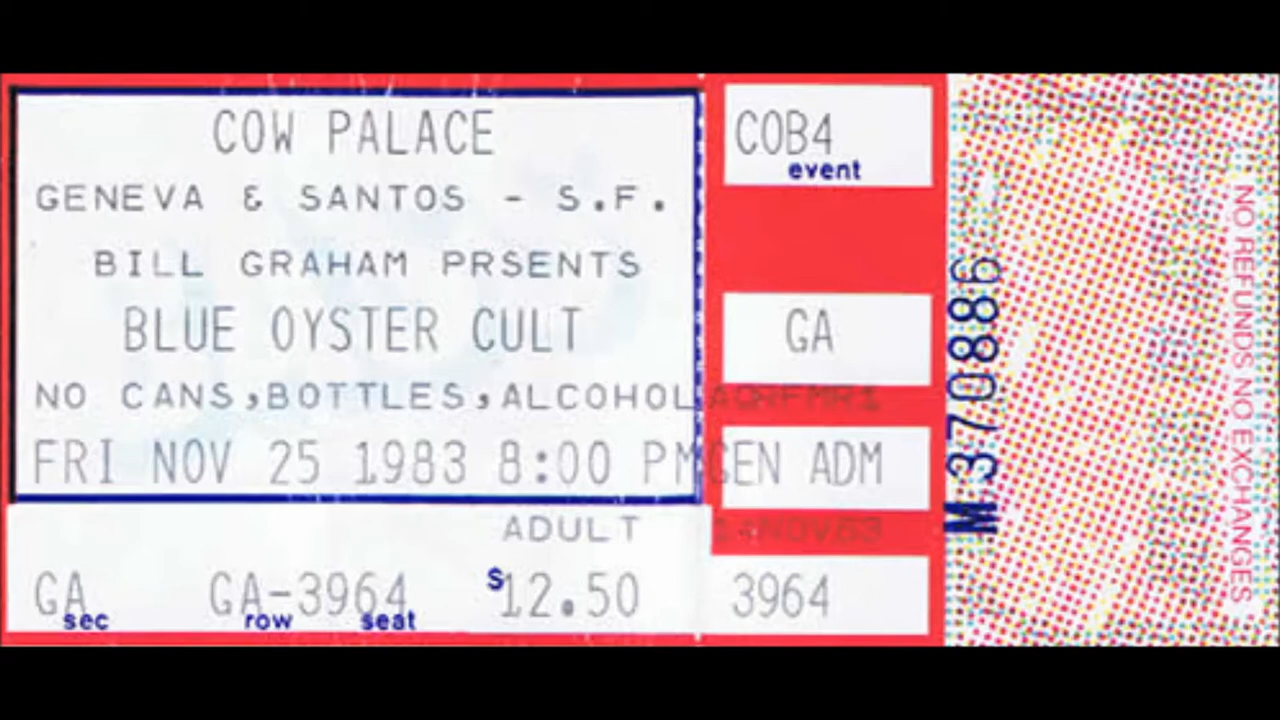 COW PALACE
GENEVA & SANTOS - S.F.
BILL GRAHAM PRSENTS
BLUE OYSTER CULT
NO CANS,BOTTLES,ALCOHOL
FRI NOV 25 1983 8:00 PM
ADULT
GA GA-3964 $12.50
sec row seat
COB4
event
GA
GEN ADM
3964
M370886
NO REFUNDS NO EXCHANGES